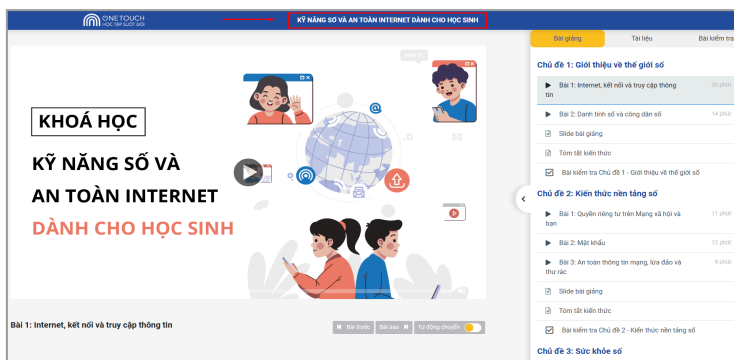 ONETOUCH
HỌC TẬP SUỐT ĐỜI
KỸ NĂNG SỐ VÀ AN TOÀN INTERNET DÀNH CHO HỌC SINH
KHOÁ HỌC
KỸ NĂNG SỐ VÀ
AN TOÀN INTERNET
DÀNH CHO HỌC SINH
Bài 1: Internet, kết nối và truy cập thông tin
Bài trước
Bài sau
Tự động chuyển
Bài giảng
Tài liệu
Bài kiểm tra
Chủ đề 1: Giới thiệu về thế giới số
Bài 1: Internet, kết nối và truy cập thông
tin
20 phút
Bài 2: Danh tính số và công dân số
14 phút
Slide bài giảng
Tóm tắt kiến thức
Bài kiểm tra Chủ đề 1 - Giới thiệu về thế giới số
Chủ đề 2: Kiến thức nền tảng số
Bài 1: Quyền riêng tư trên Mạng xã hội và
bạn
11 phút
Bài 2: Mật khẩu
12 phút
Bài 3: An toàn thông tin mạng, lừa đảo và
thư rác
9 phút
Slide bài giảng
Tóm tắt kiến thức
Bài kiểm tra Chủ đề 2 - Kiến thức nền tảng số
Chủ đề 3: Sức khỏe số